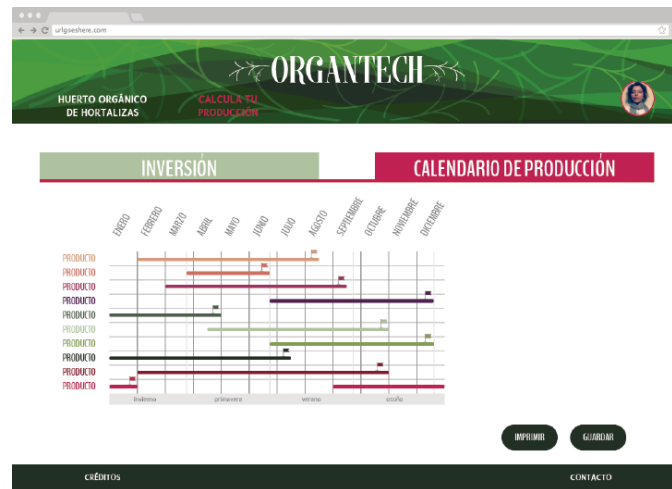 urlgoeshere.com
ORGANTECH
HUERTO ORGÁNICO
DE HORTALIZAS
CALCULA TU
PRODUCCIÓN
INVERSIÓN
CALENDARIO DE PRODUCCIÓN
ENERO
FEBRERO
MARZO
ABRIL
MAYO
JUNIO
JULIO
AGOSTO
SEPTIEMBRE
OCTUBRE
NOVIEMBRE
DICIEMBRE
PRODUCTO
PRODUCTO
PRODUCTO
PRODUCTO
PRODUCTO
PRODUCTO
PRODUCTO
PRODUCTO
PRODUCTO
PRODUCTO
invierno primavera verano otoño
IMPRIMIR GUARDAR
CRÉDITOS CONTACTO